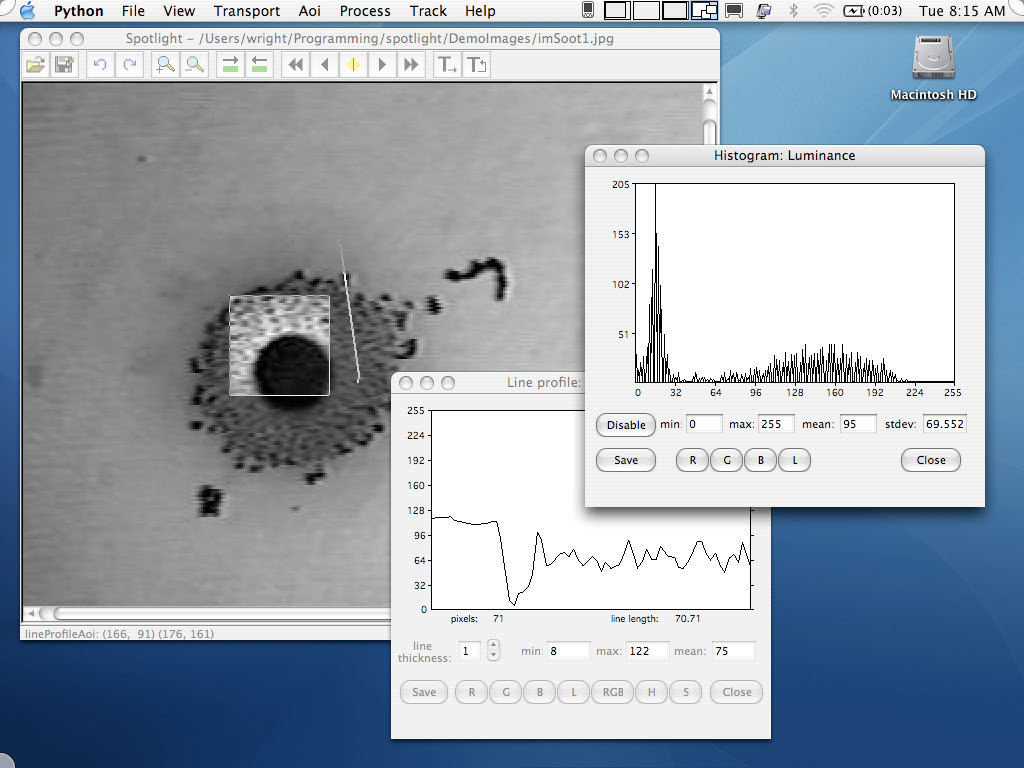 Python File View Transport Aoi Process Track Help (0:03) Tue 8:15 AM
Spotlight - /Users/wright/Programming/spotlight/DemoImages/imSoot1.jpg
Macintosh HD
Histogram: Luminance
205
153
102
51
0 32 64 96 128 160 192 224 255
Disable min: 0 max: 255 mean: 95 stdev: 69.552
Save R G B L Close
Line profile:
255
224
192
160
128
96
64
32
0
pixels: 71 line length: 70.71
line
thickness: 1 min: 8 max: 122 mean: 75
Save R G B L RGB H S Close
lineProfileAoi: (166, 91) (176, 161)